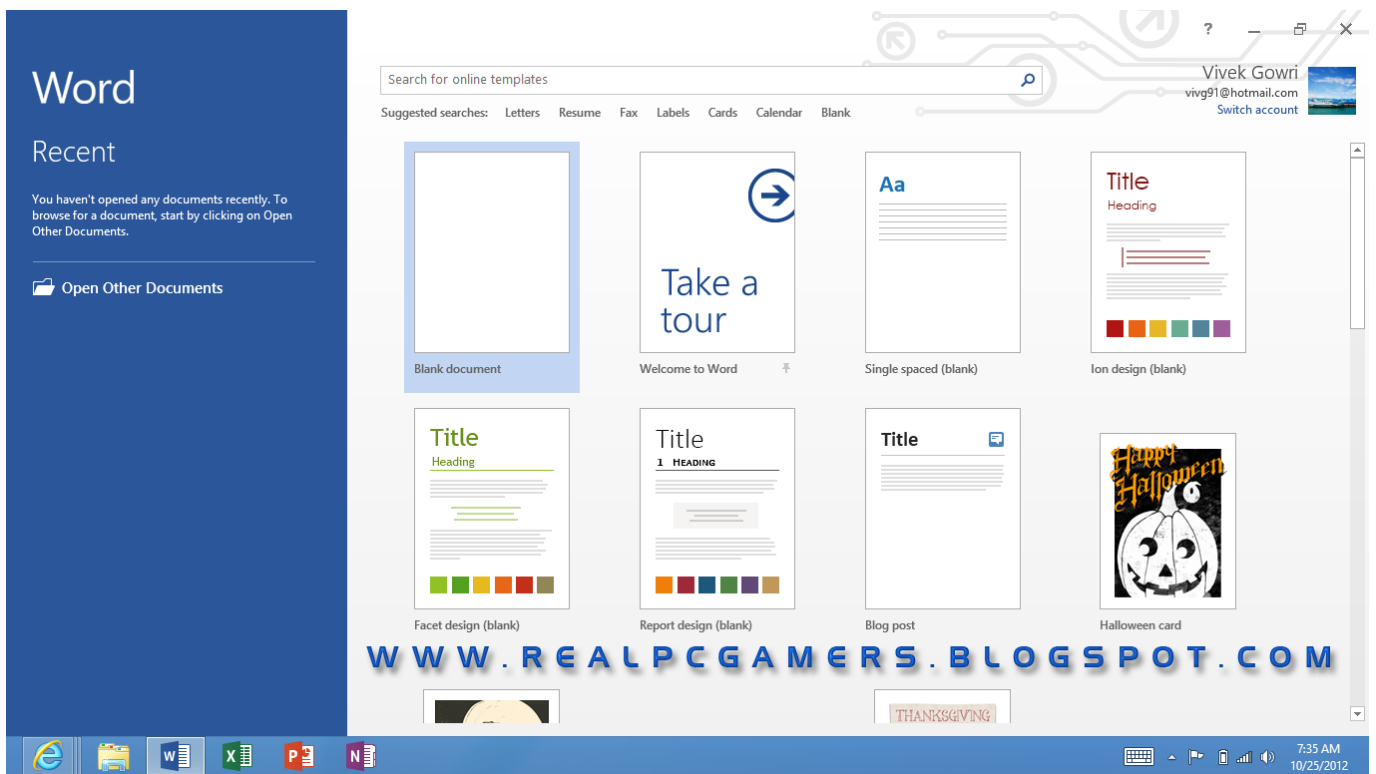 Word
Recent
You haven't opened any documents recently. To
browse for a document, start by clicking on Open
Other Documents.
Open Other Documents
?
Search for online templates
Vivek Gowri
vivg91@hotmail.com
Switch account
Suggested searches: Letters Resume Fax Labels Cards Calendar Blank
Take a
tour
Aa
Title
Heading
Blank document
Welcome to Word
Single spaced (blank)
Ion design (blank)
Title
Heading
Title
1 HEADING
Title
Happy
Halloween
Facet design (blank)
Report design (blank)
Blog post
Halloween card
WWW.REALPCGAMERS.BLOGSPOT.COM
THANKSGIVING
W
X
P
N
7:35 AM
10/25/2012